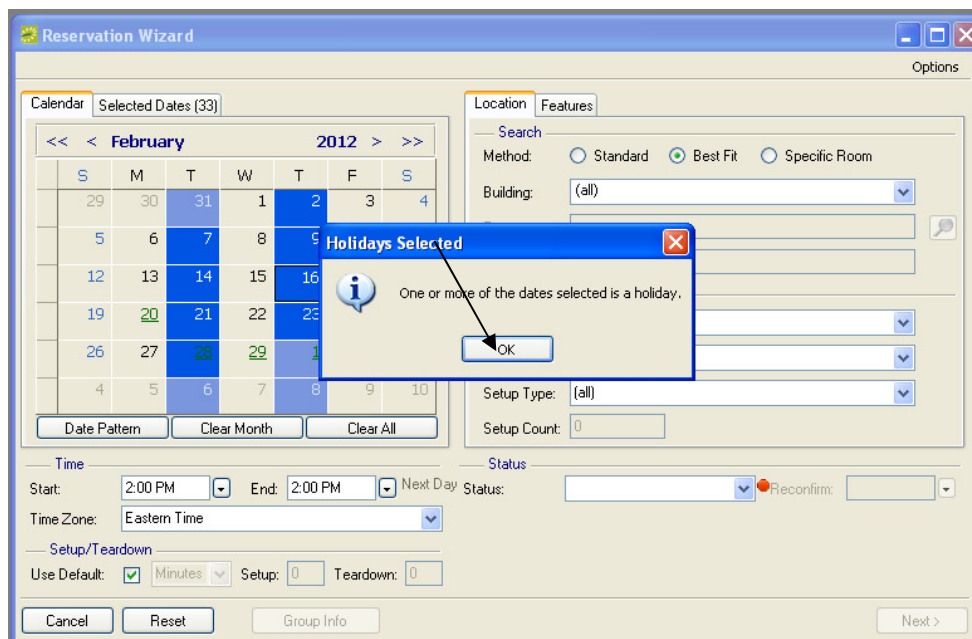 Reservation Wizard
Options
Calendar Selected Dates (33)
<< < February 2012 > >>
S M T W T F S
29 30 31 1 2 3 4
5 6 7 8 9
12 13 14 15 16
19 20 21 22 23
26 27 28 29 1
4 5 6 7 8 9 10
Date Pattern Clear Month Clear All
Location Features
Search
Method: Standard Best Fit Specific Room
Building: (all)
Holidays Selected
One or more of the dates selected is a holiday.
OK
Setup Type: (all)
Setup Count: 0
Time
Start: 2:00 PM End: 2:00 PM Next Day
Time Zone: Eastern Time
Setup/Teardown
Use Default: Minutes Setup: 0 Teardown: 0
Status
Status: Reconfirm:
Cancel Reset Group Info Next >